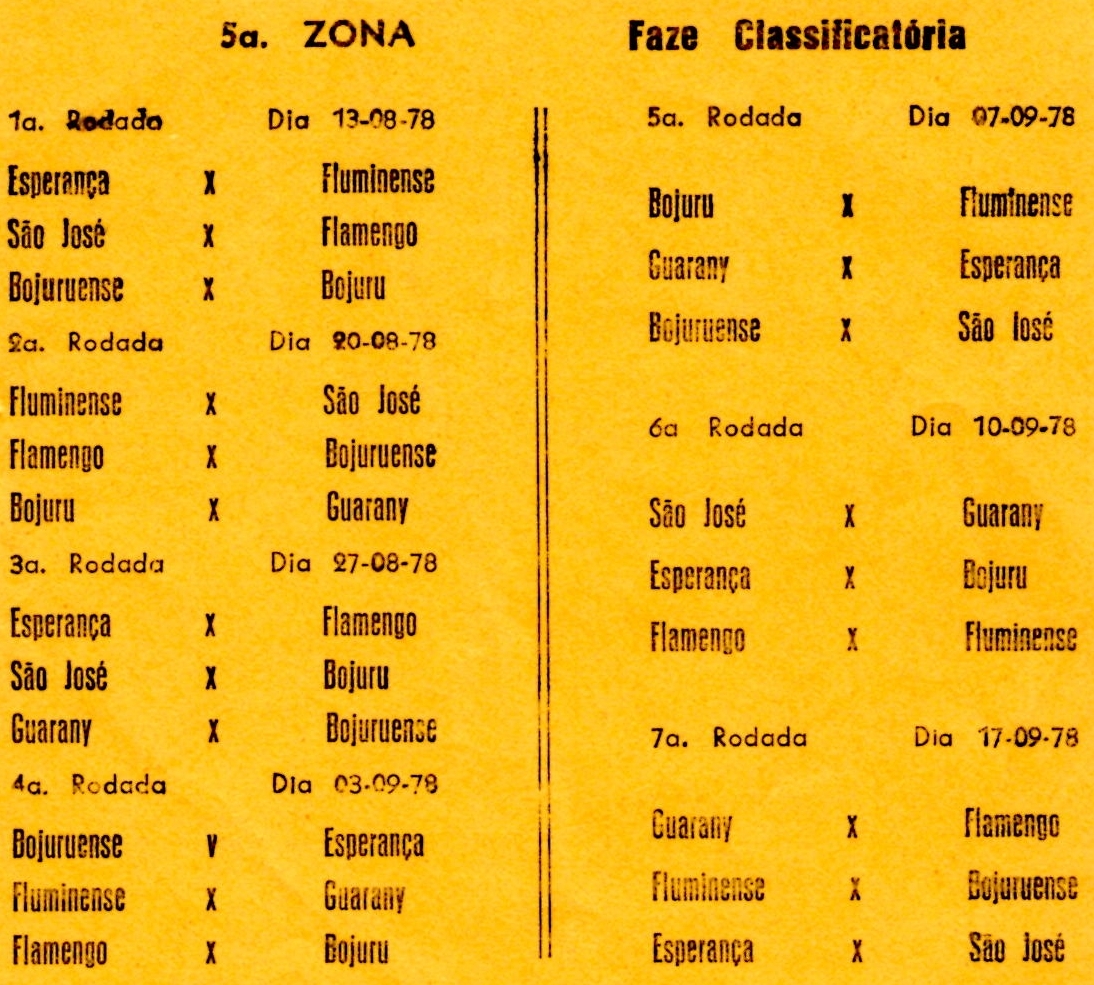 5a. ZONA
Faze Classificatória
1a. Rodada Dia 13-08-78
Esperança x Fluminense
São José x Flamengo
Bojuruense x Bojuru
2a. Rodada Dia 20-08-78
Fluminense x São José
Flamengo x Bojuruense
Bojuru x Guarany
3a. Rodada Dia 27-08-78
Esperança x Flamengo
São José x Bojuru
Guarany x Bojuruense
4a. Rodada Dia 03-09-78
Bojuruense v Esperança
Fluminense x Guarany
Flamengo x Bojuru
5a. Rodada Dia 07-09-78
Bojuru x Fluminense
Guarany x Esperança
Bojuruense x São José
6a Rodada Dia 10-09-78
São José x Guarany
Esperança x Bojuru
Flamengo x Fluminense
7a. Rodada Dia 17-09-78
Guarany x Flamengo
Fluminense x Bojuruense
Esperança x São José